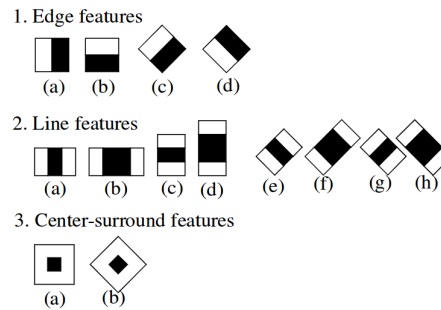 1. Edge features
(a) (b) (c) (d)
2. Line features
(a) (b) (c) (d) (e) (f) (g) (h)
3. Center-surround features
(a) (b)